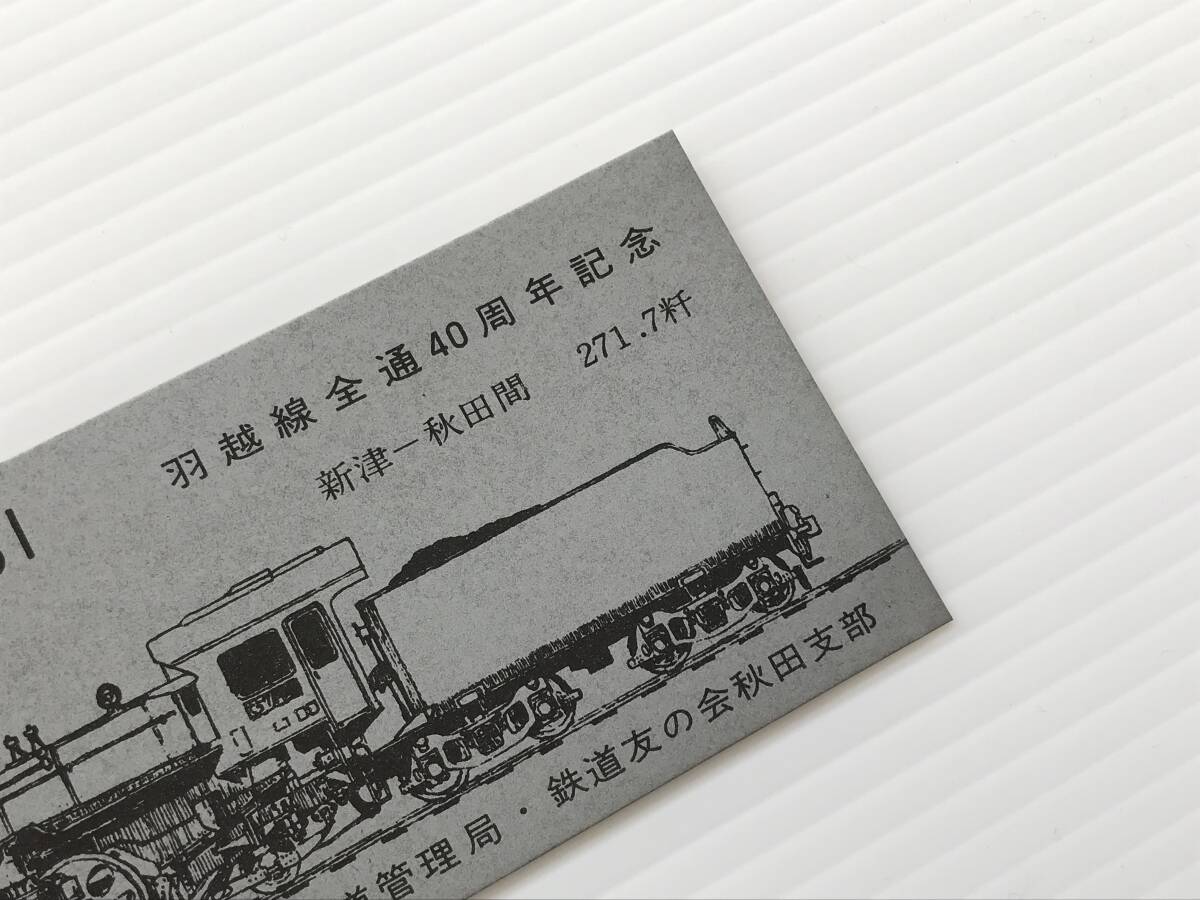 羽越線全通40周年記念
新津―秋田間 271.7粁
道管理局・鉄道友の会秋田支部